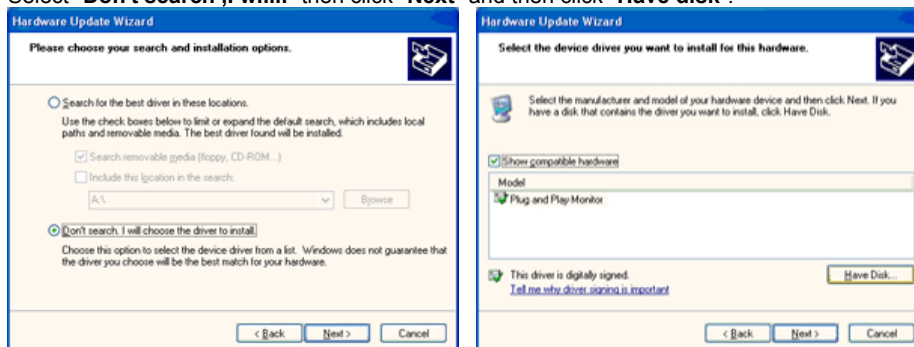 Select "Don't search ,I will..." then click "Next" and then click "Have disk".
Hardware Update Wizard
Please choose your search and installation options.
Search for the best driver in these locations.
Use the check boxes below to limit or expand the default search, which includes local
paths and removable media. The best driver found will be installed.
Search removable media (floppy, CD-ROM...)
Include this location in the search:
A:\
Browse
Don't search. I will choose the driver to install.
Choose this option to select the device driver from a list. Windows does not guarantee that
the driver you choose will be the best match for your hardware.
< Back
Next >
Cancel
Hardware Update Wizard
Select the device driver you want to install for this hardware.
Select the manufacturer and model of your hardware device and then click Next. If you
have a disk that contains the driver you want to install, click Have Disk.
Show compatible hardware
Model
Plug and Play Monitor
This driver is digitally signed.
Tell me why driver signing is important
Have Disk...
< Back
Next >
Cancel